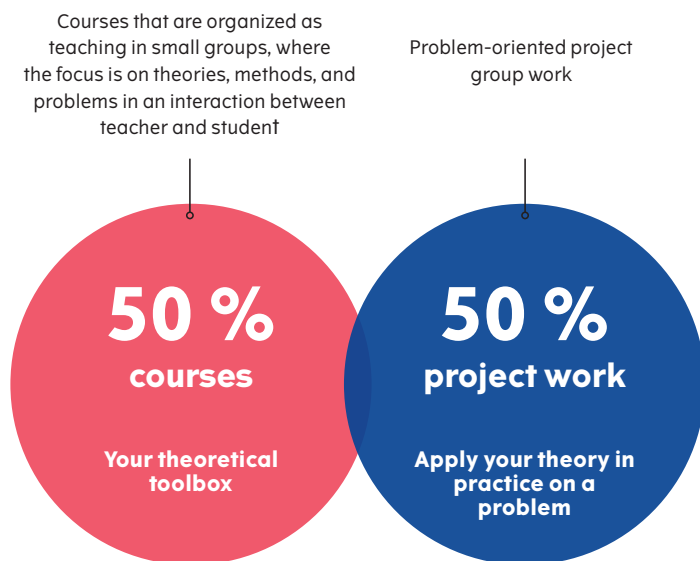 Courses that are organized as
teaching in small groups, where
the focus is on theories, methods, and
problems in an interaction between
teacher and student
Problem-oriented project
group work
50 %
courses
Your theoretical
toolbox
50 %
project work
Apply your theory in
practice on a
problem